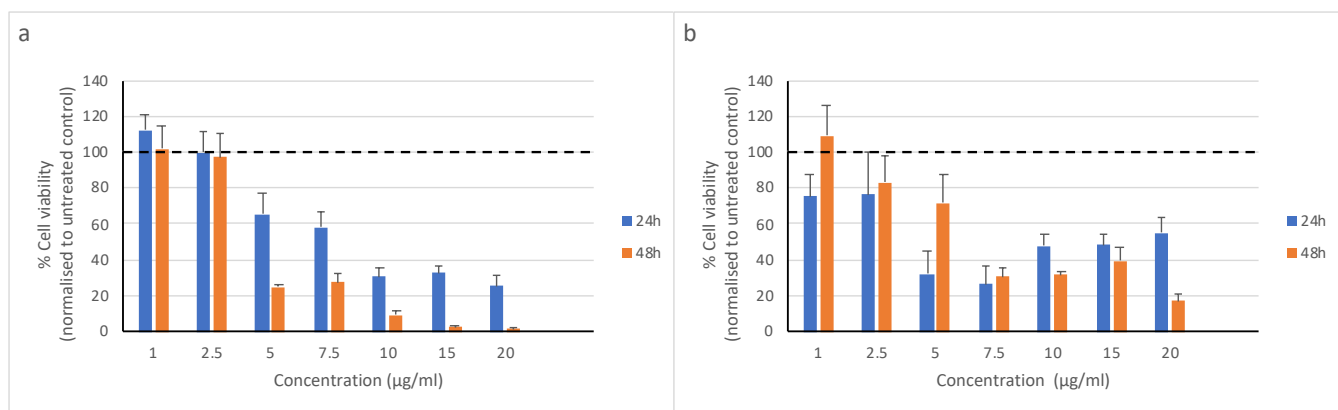 a
% Cell viability
(normalised to untreated control)
140
120
100
80
60
40
20
0
1 2.5 5 7.5 10 15 20
Concentration (µg/ml)
24h
48h
b
% Cell viability
(normalised to untreated control)
140
120
100
80
60
40
20
0
1 2.5 5 7.5 10 15 20
Concentration (µg/ml)
24h
48h